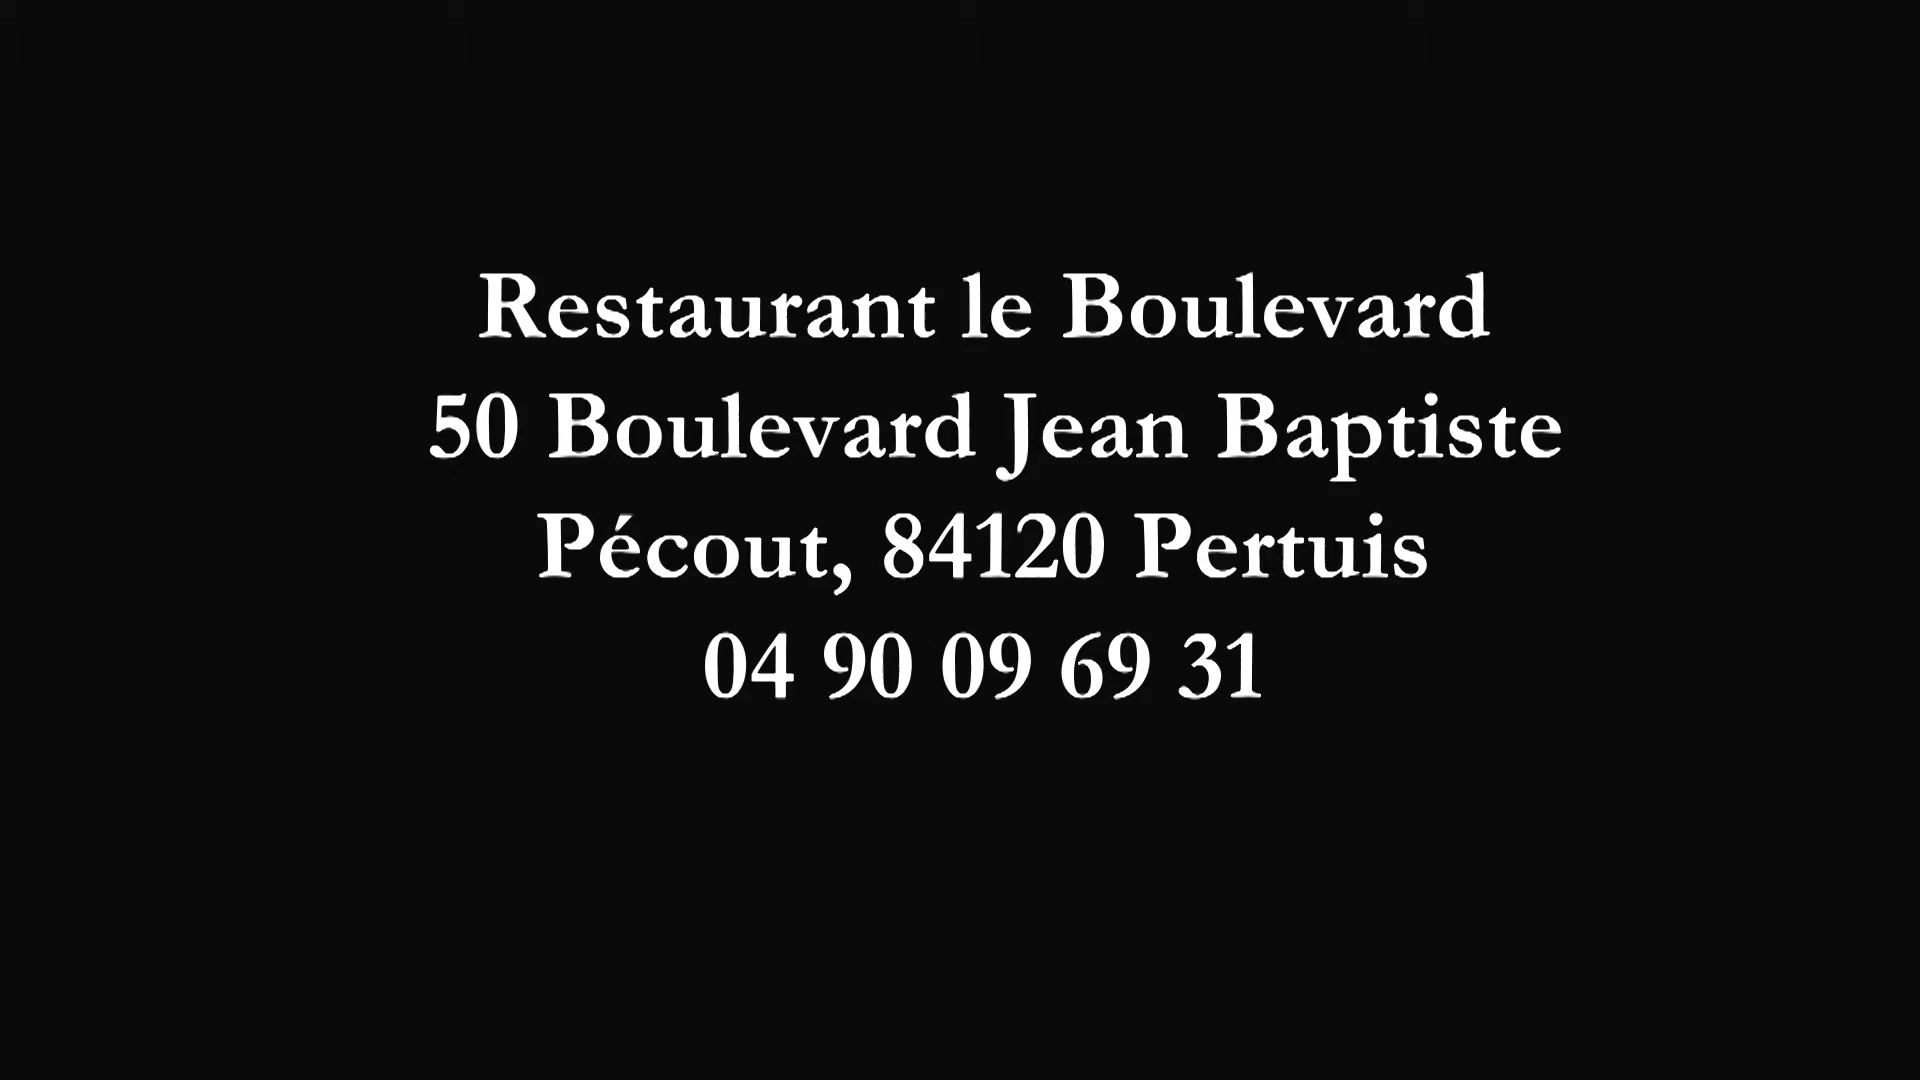 Restaurant le Boulevard
50 Boulevard Jean Baptiste
Pécout, 84120 Pertuis
04 90 09 69 31